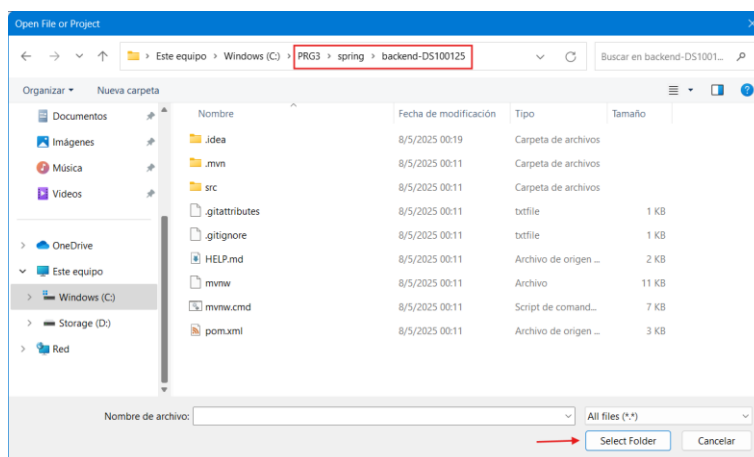 Open File or Project
Este equipo > Windows (C:) > PRG3 > spring > backend-DS100125
Buscar en backend-DS1001...
Organizar
Nueva carpeta
Documentos
Imágenes
Música
Videos
OneDrive
Este equipo
Windows (C:)
Storage (D:)
Red
Nombre Fecha de modificación Tipo Tamaño
.idea 8/5/2025 00:19 Carpeta de archivos
.mvn 8/5/2025 00:11 Carpeta de archivos
src 8/5/2025 00:11 Carpeta de archivos
.gitattributes 8/5/2025 00:11 txtfile 1 KB
.gitignore 8/5/2025 00:11 txtfile 1 KB
HELP.md 8/5/2025 00:11 Archivo de origen ... 2 KB
mvnw 8/5/2025 00:11 Archivo 11 KB
mvnw.cmd 8/5/2025 00:11 Script de comand... 7 KB
pom.xml 8/5/2025 00:11 Archivo de origen ... 3 KB
Nombre de archivo:
All files (*.*)
Select Folder
Cancelar